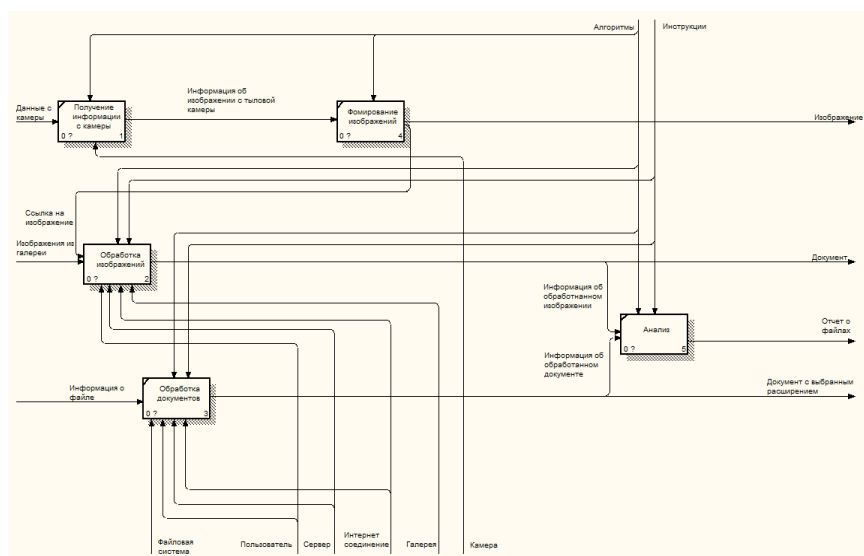 Алгоритмы
Инструкции
Данные с
камеры
Получение
информации
с камеры
0 ?
1
Информация об
изображении с тыловой
камеры
Фомирование
изображений
0 ?
4
Изображение
Ссылка на
изображение
Изображения из
галереи
Обработка
изображений
0 ?
2
Документ
Информация об
обработнанном
изображении
Анализ
0 ?
5
Отчет о
файлах
Информация об
обработанном
документе
Информация о
файле
Обработка
документов
0 ?
3
Документ с выбранным
расширением
Файловая
система
Пользователь
Сервер
Интернет
соединение
Галерея
Камера